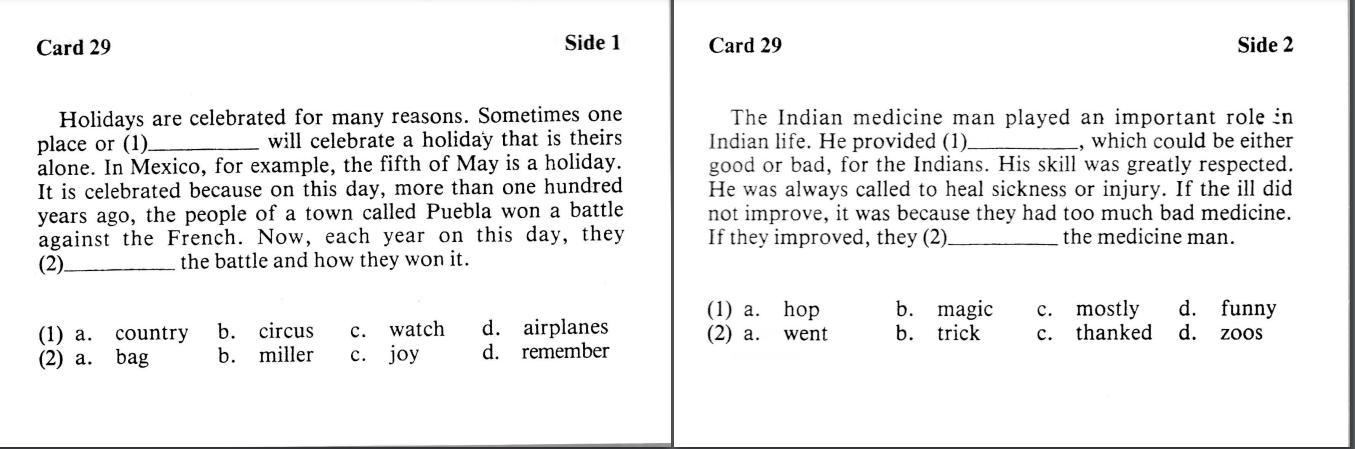 Card 29 Side 1
Holidays are celebrated for many reasons. Sometimes one
place or (1)__________ will celebrate a holiday that is theirs
alone. In Mexico, for example, the fifth of May is a holiday.
It is celebrated because on this day, more than one hundred
years ago, the people of a town called Puebla won a battle
against the French. Now, each year on this day, they
(2)__________ the battle and how they won it.
(1) a. country b. circus c. watch d. airplanes
(2) a. bag b. miller c. joy d. remember
Card 29 Side 2
The Indian medicine man played an important role in
Indian life. He provided (1)__________, which could be either
good or bad, for the Indians. His skill was greatly respected.
He was always called to heal sickness or injury. If the ill did
not improve, it was because they had too much bad medicine.
If they improved, they (2)__________ the medicine man.
(1) a. hop b. magic c. mostly d. funny
(2) a. went b. trick c. thanked d. zoos